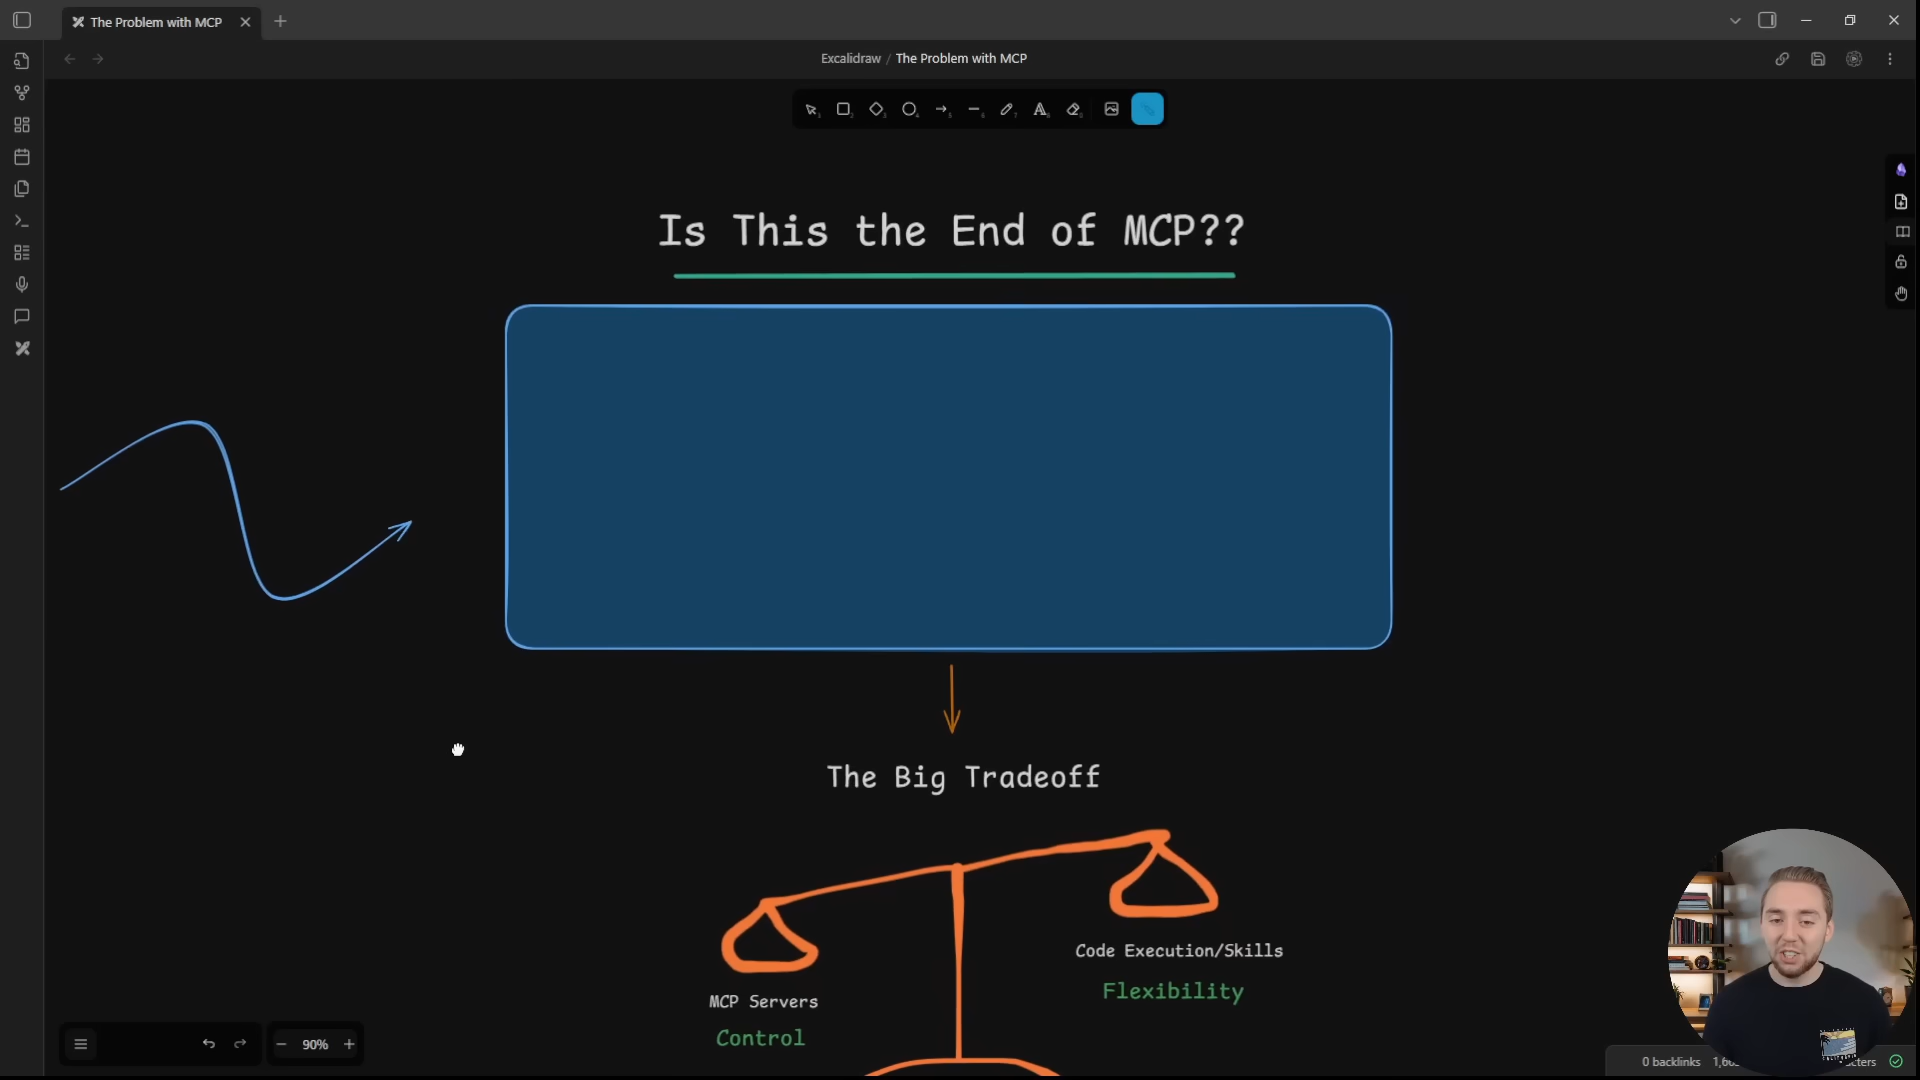 The Problem with MCP
Excalidraw / The Problem with MCP
Is This the End of MCP??
The Big Tradeoff
Code Execution/Skills
Flexibility
MCP Servers
Control
90%
0 backlinks